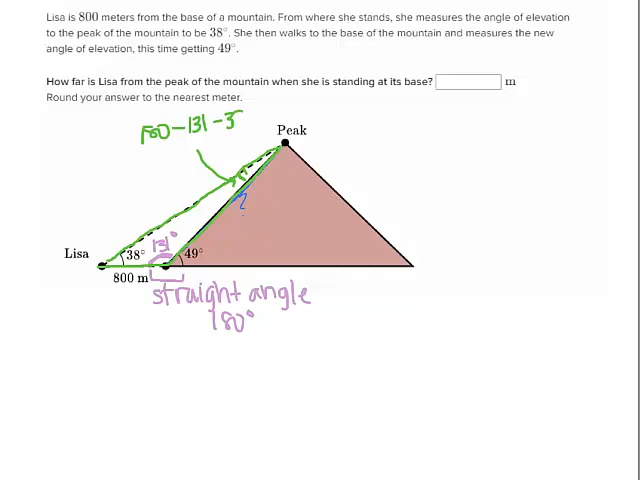 Lisa is 800 meters from the base of a mountain. From where she stands, she measures the angle of elevation
to the peak of the mountain to be 38°. She then walks to the base of the mountain and measures the new
angle of elevation, this time getting 49°.
How far is Lisa from the peak of the mountain when she is standing at its base? m
Round your answer to the nearest meter.
180-131-3
Peak
?
Lisa
38°
131°
49°
800 m
straight angle
180°